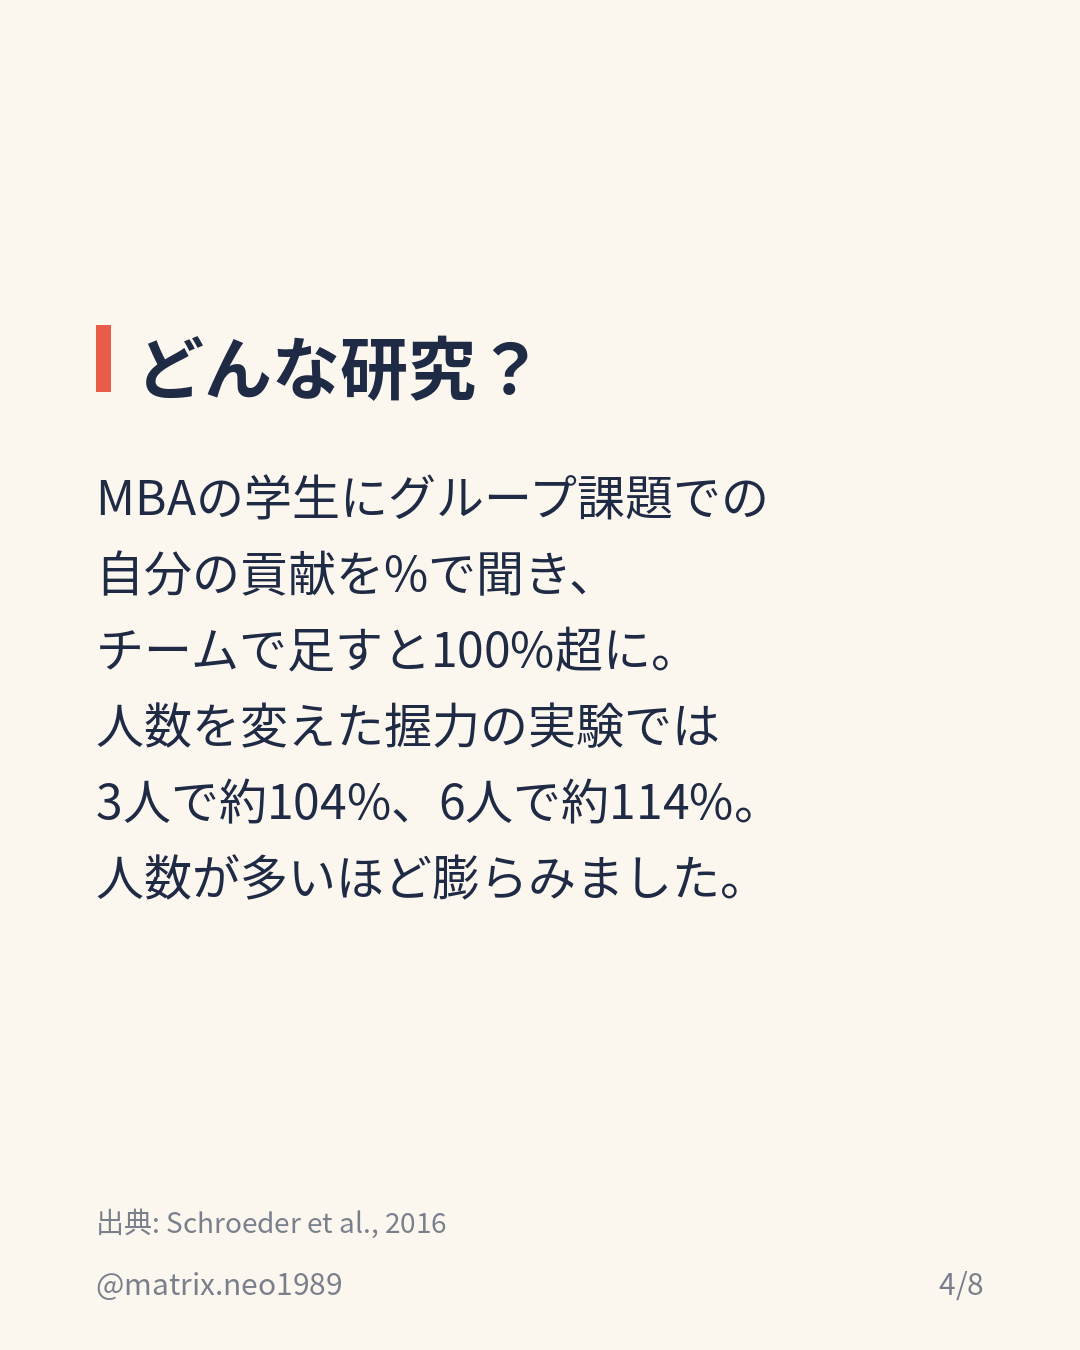 どんな研究？
MBAの学生にグループ課題での
自分の貢献を%で聞き、
チームで足すと100%超に。
人数を変えた握力の実験では
3人で約104%、6人で約114%。
人数が多いほど膨らみました。
出典: Schroeder et al., 2016
@matrix.neo1989
4/8